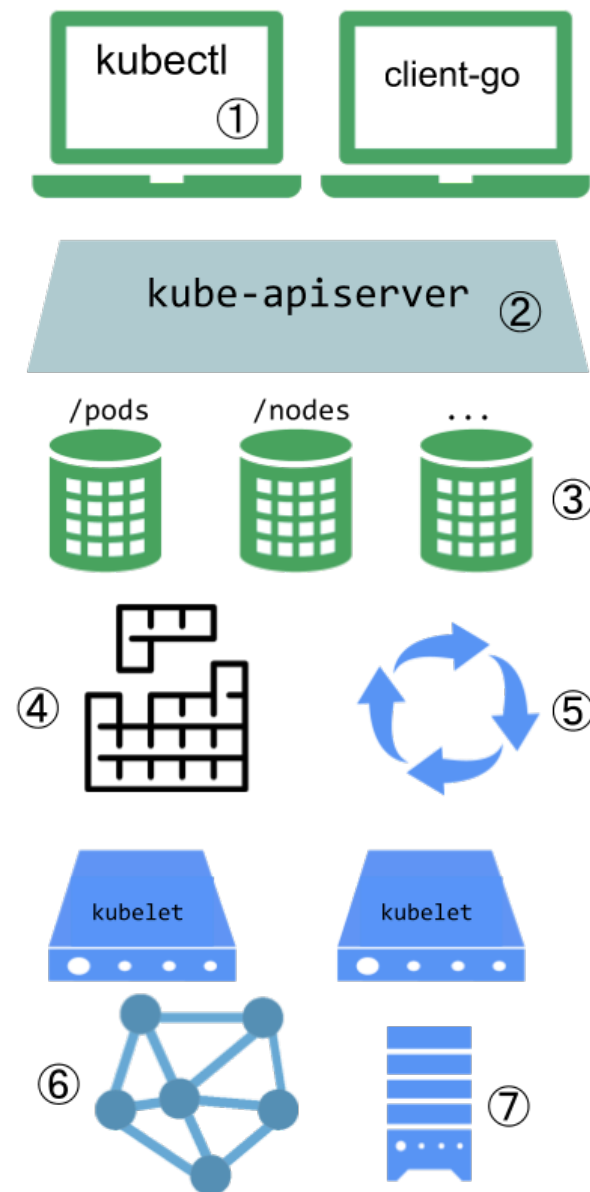 kubectl
①
client-go
kube-apiserver
②
/pods
/nodes
...
③
④
⑤
kubelet
kubelet
⑥
⑦